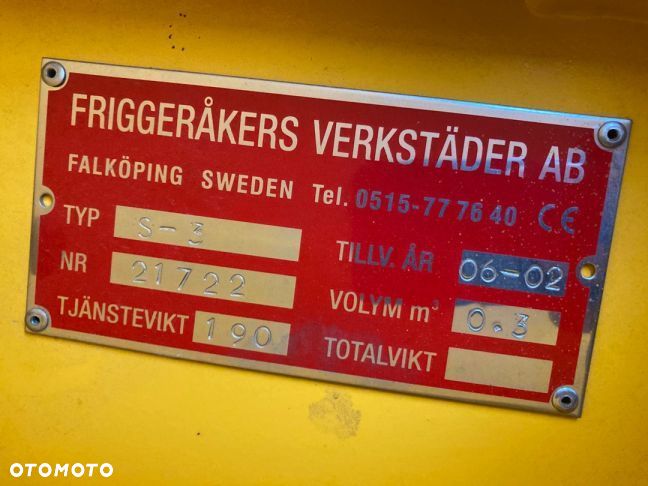 FRIGGERÅKERS VERKSTÄDER AB
FALKÖPING SWEDEN Tel. 0515-77 76 40 CE
TYP S-3 TILLV. ÅR 06-02
NR 21722 VOLYM m³ 0.3
TJÄNSTEVIKT 190 TOTALVIKT
OTOMOTO